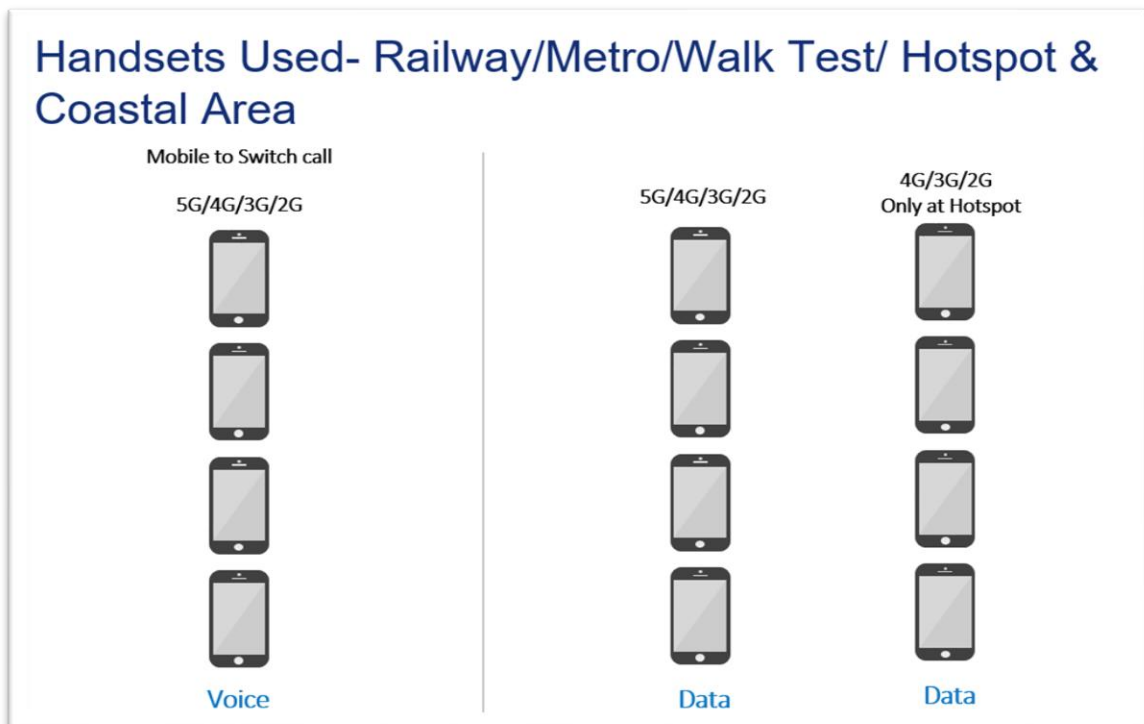 Handsets Used- Railway/Metro/Walk Test/ Hotspot &
Coastal Area
Mobile to Switch call
5G/4G/3G/2G
5G/4G/3G/2G
4G/3G/2G
Only at Hotspot
Voice
Data
Data